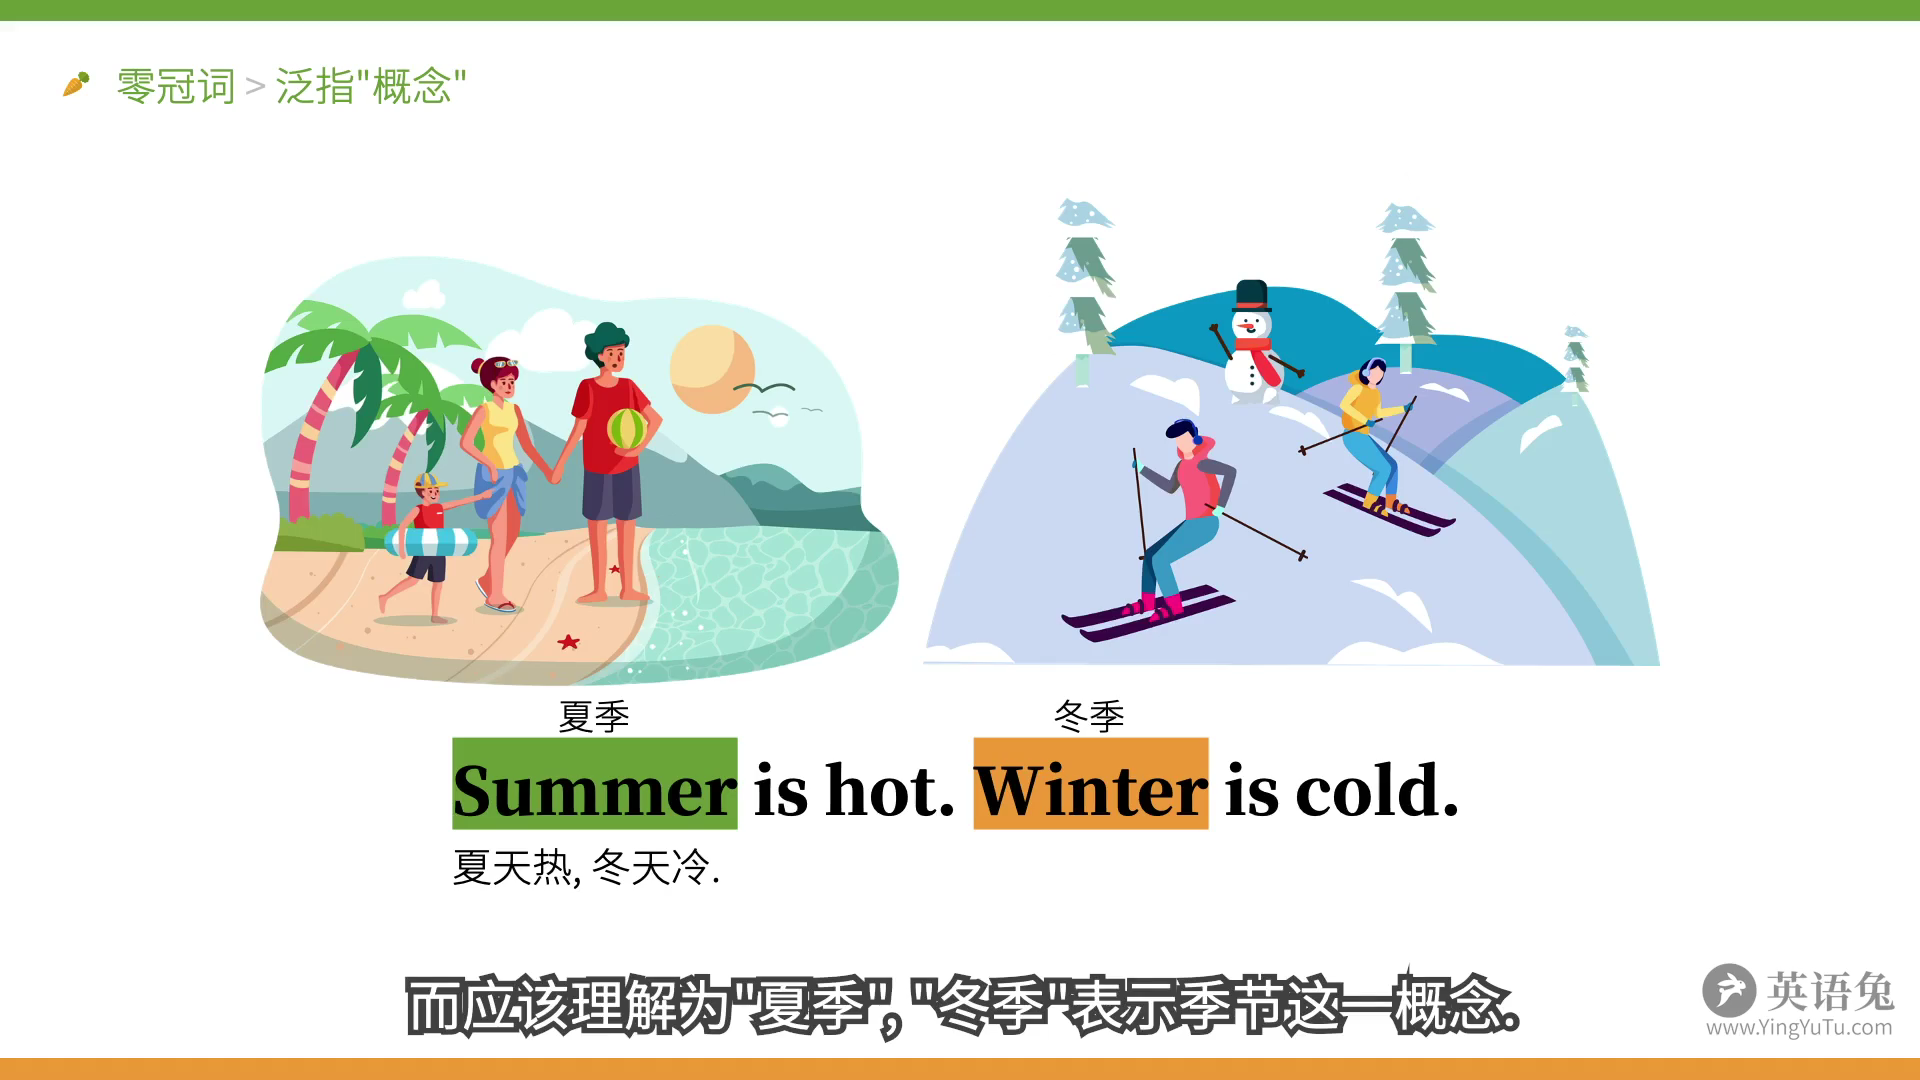 零冠词 > 泛指"概念"
夏季 冬季
Summer is hot. Winter is cold.
夏天热, 冬天冷.
而应该理解为"夏季", "冬季"表示季节这一概念.
英语兔
www.YingYuTu.com